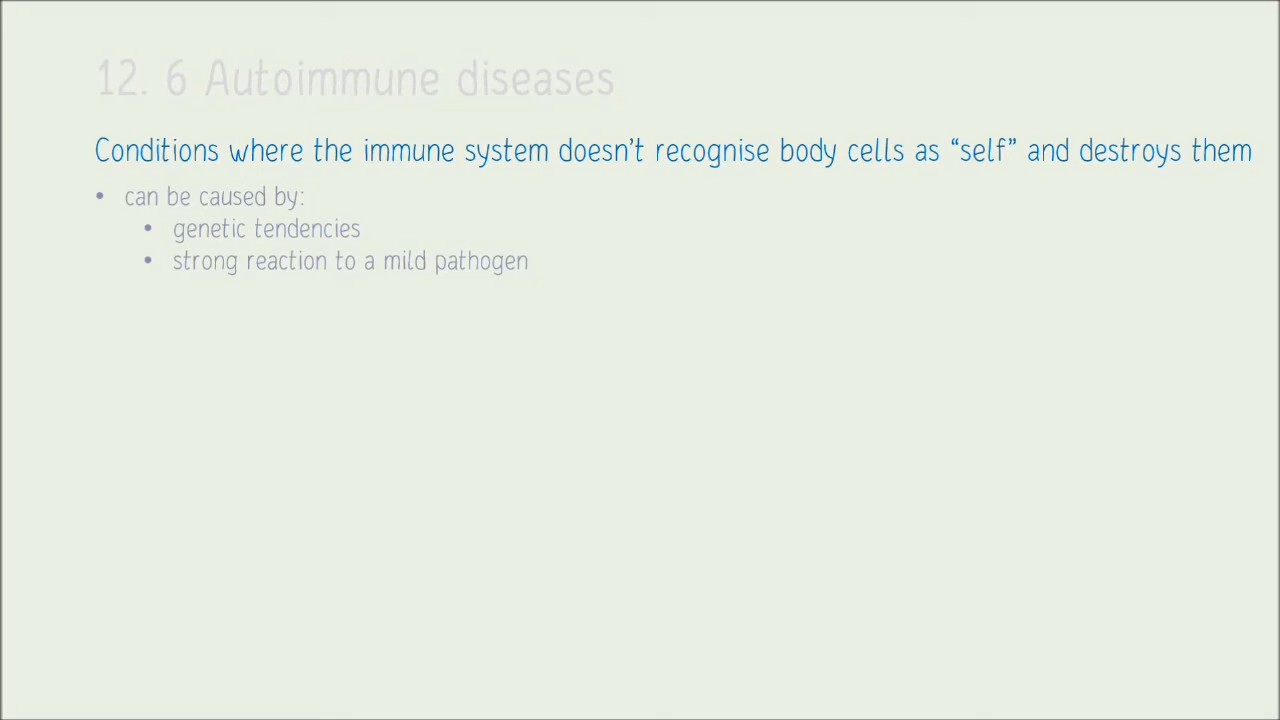 12. 6 Autoimmune diseases
Conditions where the immune system doesn't recognise body cells as “self” and destroys them
• can be caused by:
• genetic tendencies
• strong reaction to a mild pathogen